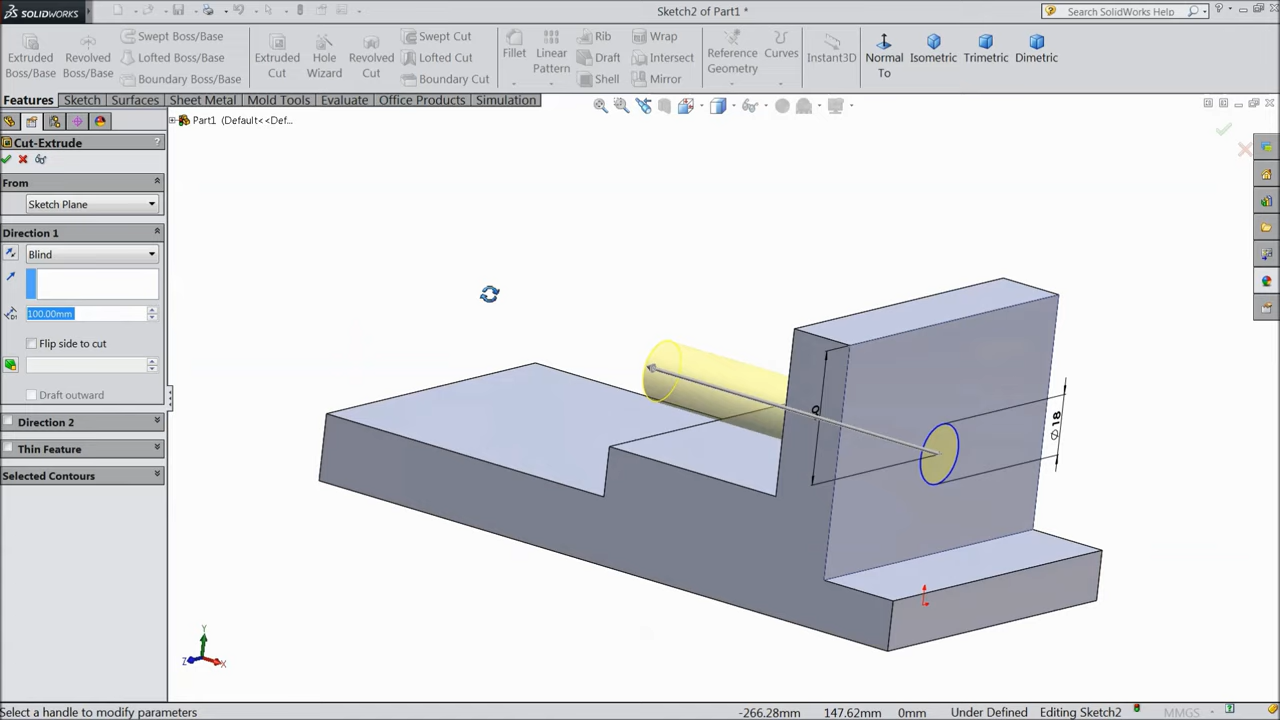 SOLIDWORKS
Sketch2 of Part1 *
Search SolidWorks Help
Extruded Boss/Base
Revolved Boss/Base
Swept Boss/Base
Lofted Boss/Base
Boundary Boss/Base
Extruded Cut
Hole Wizard
Revolved Cut
Swept Cut
Lofted Cut
Boundary Cut
Fillet
Linear Pattern
Rib
Draft
Shell
Wrap
Intersect
Mirror
Reference Geometry
Curves
Instant3D
Normal To
Isometric
Trimetric
Dimetric
Features
Sketch
Surfaces
Sheet Metal
Mold Tools
Evaluate
Office Products
Simulation
Part1 (Default<<Def...
Cut-Extrude
?
From
Sketch Plane
Direction 1
Blind
100.00mm
Flip side to cut
Draft outward
Direction 2
Thin Feature
Selected Contours
Ø18
Y
Z
X
Select a handle to modify parameters
-266.28mm
147.62mm
0mm
Under Defined
Editing Sketch2
MMGS